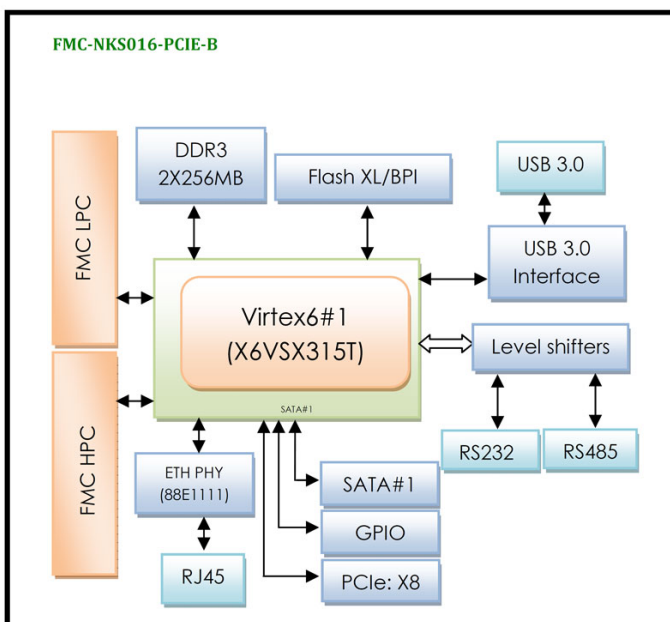 FMC-NKS016-PCIE-B
FMC LPC
DDR3
2X256MB
Flash XL/BPI
USB 3.0
USB 3.0
Interface
Virtex6#1
(X6VSX315T)
SATA#1
Level shifters
RS232
RS485
FMC HPC
ETH PHY
(88E1111)
RJ45
SATA#1
GPIO
PCIe: X8